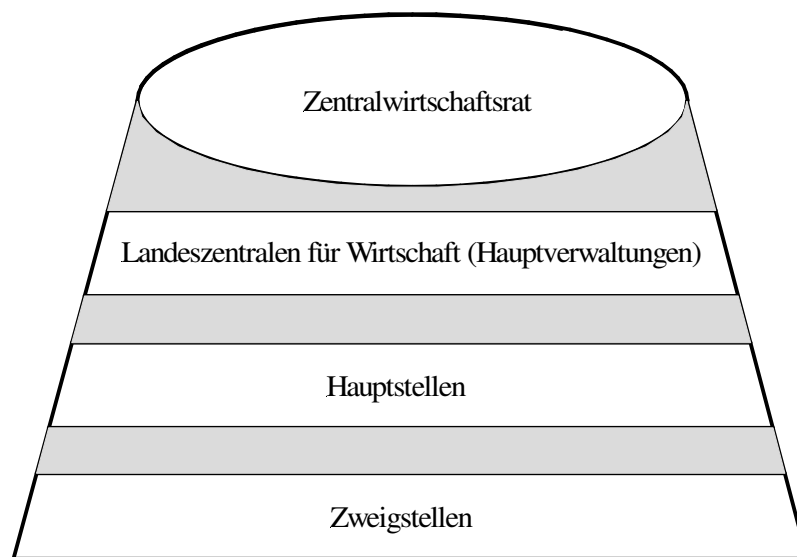 Zentralwirtschaftsrat
Landeszentralen für Wirtschaft (Hauptverwaltungen)
Hauptstellen
Zweigstellen